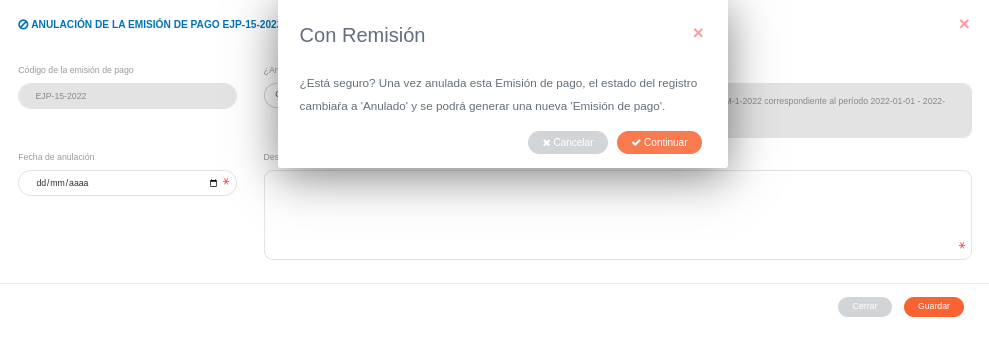 ANULACIÓN DE LA EMISIÓN DE PAGO EJP-15-2022
Con Remisión
¿Está seguro? Una vez anulada esta Emisión de pago, el estado del registro
cambiaŕa a 'Anulado' y se podrá generar una nueva 'Emisión de pago'.
Cancelar
Continuar
Código de la emisión de pago
EJP-15-2022
-1-2022 correspondiente al período 2022-01-01 - 2022-
Fecha de anulación
dd/mm/aaaa
Des
Cerrar
Guardar